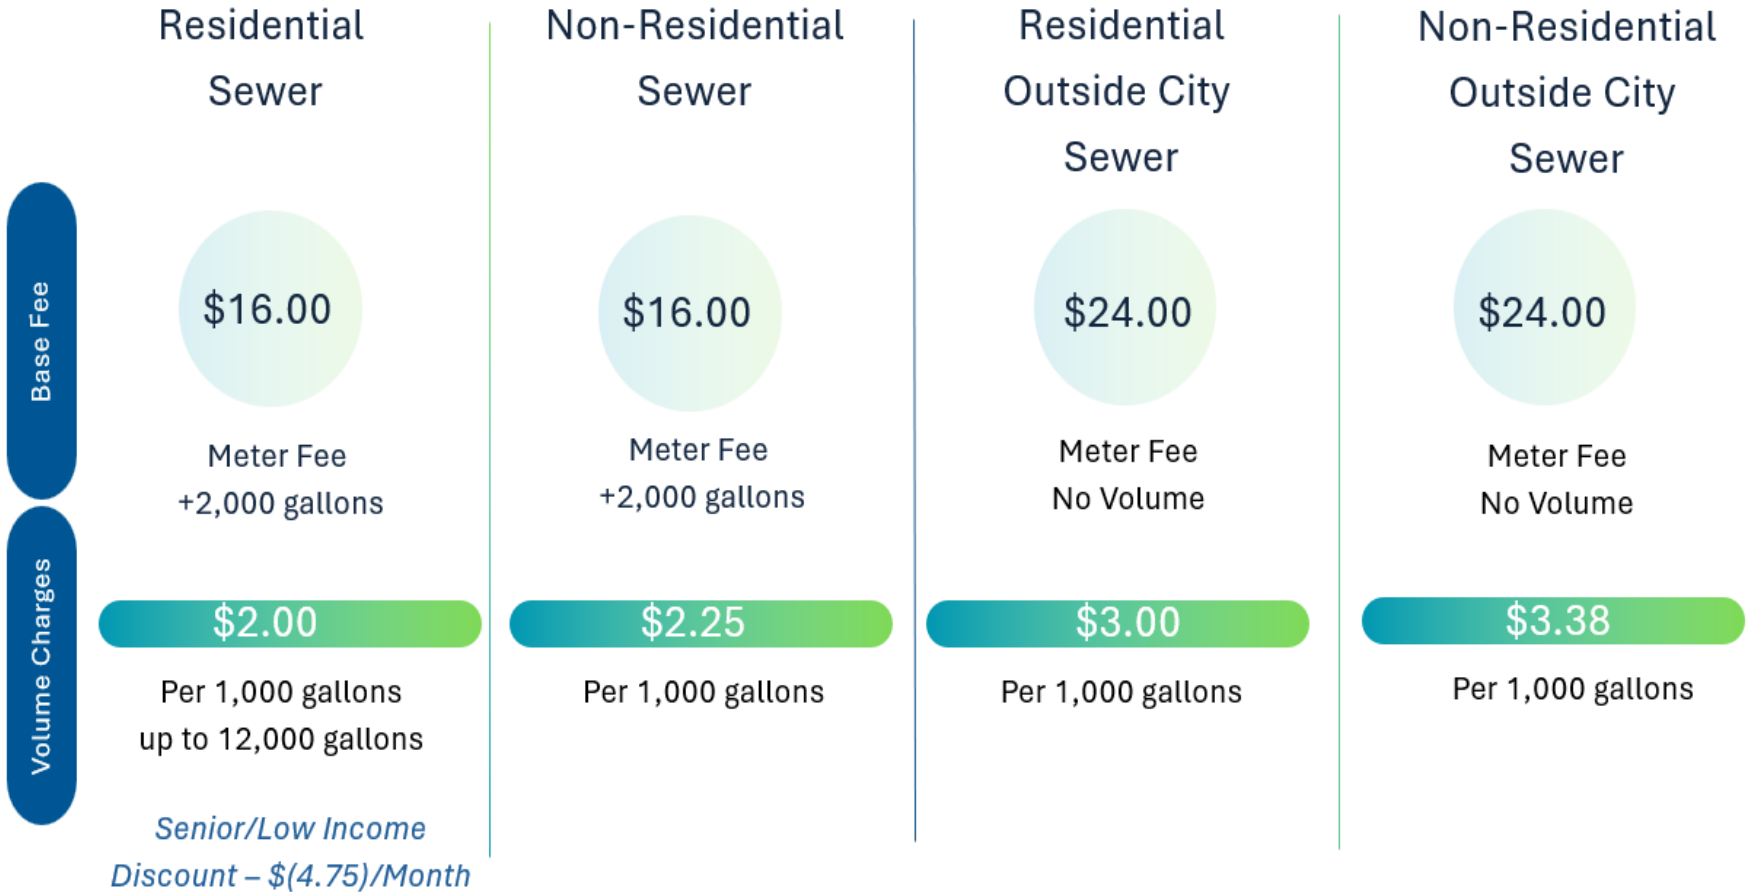 Residential
Sewer
Non-Residential
Sewer
Residential
Outside City
Sewer
Non-Residential
Outside City
Sewer
Base Fee
$16.00
Meter Fee
+2,000 gallons
$16.00
Meter Fee
+2,000 gallons
$24.00
Meter Fee
No Volume
$24.00
Meter Fee
No Volume
Volume Charges
$2.00
Per 1,000 gallons
up to 12,000 gallons
Senior/Low Income
Discount – $(4.75)/Month
$2.25
Per 1,000 gallons
$3.00
Per 1,000 gallons
$3.38
Per 1,000 gallons